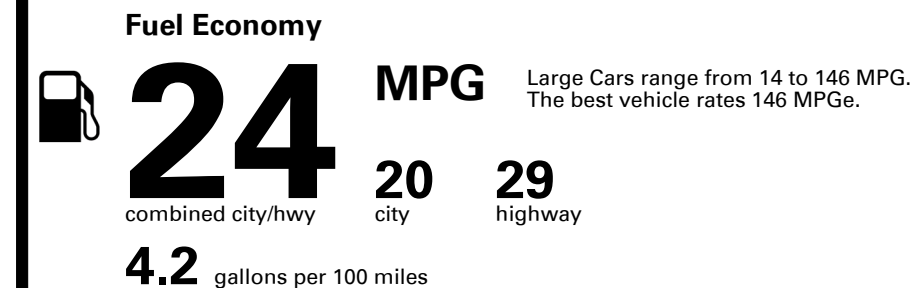 Fuel Economy
24 MPG
Large Cars range from 14 to 146 MPG.
The best vehicle rates 146 MPGe.
combined city/hwy
20 city
29 highway
4.2 gallons per 100 miles